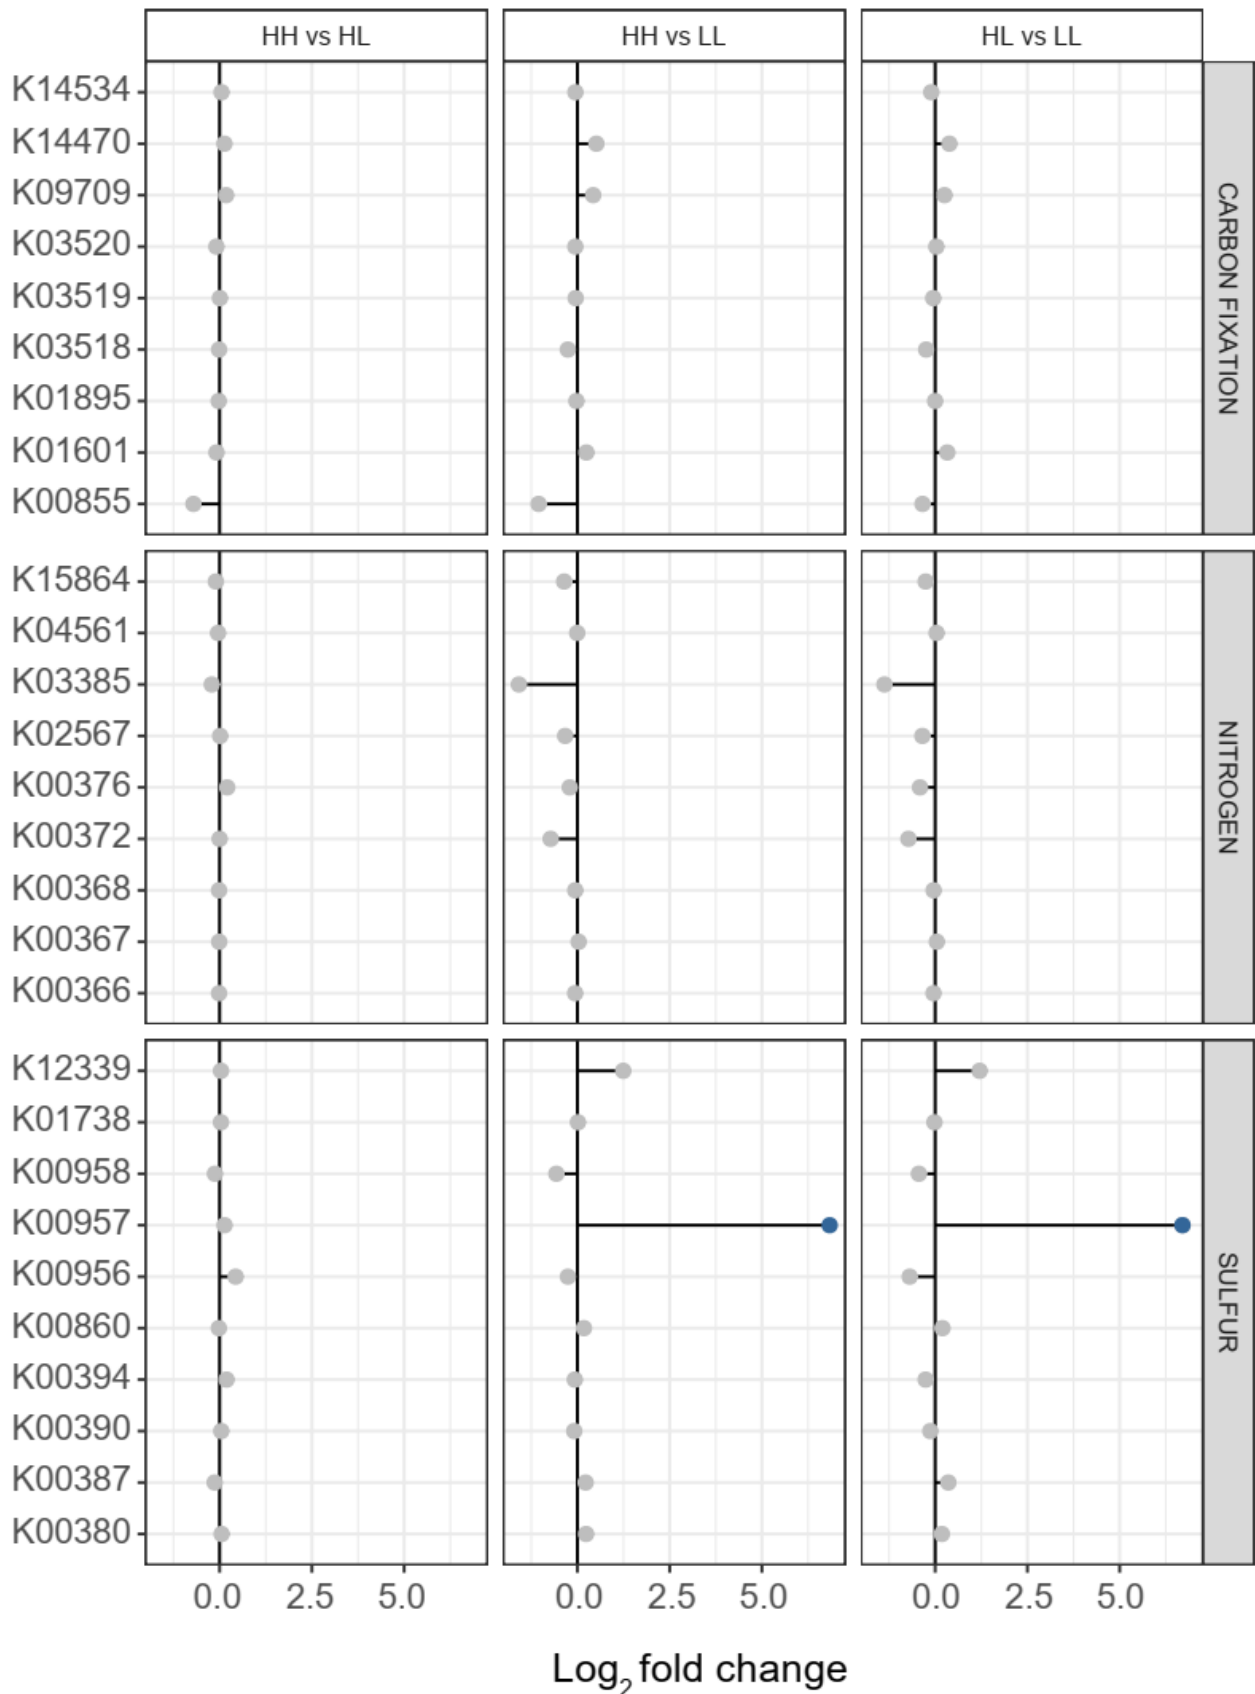 HH vs HL
HH vs LL
HL vs LL
K14534
K14470
K09709
K03520
K03519
K03518
K01895
K01601
K00855
CARBON FIXATION
K15864
K04561
K03385
K02567
K00376
K00372
K00368
K00367
K00366
NITROGEN
K12339
K01738
K00958
K00957
K00956
K00860
K00394
K00390
K00387
K00380
SULFUR
0.0 2.5 5.0
0.0 2.5 5.0
0.0 2.5 5.0
Log₂ fold change